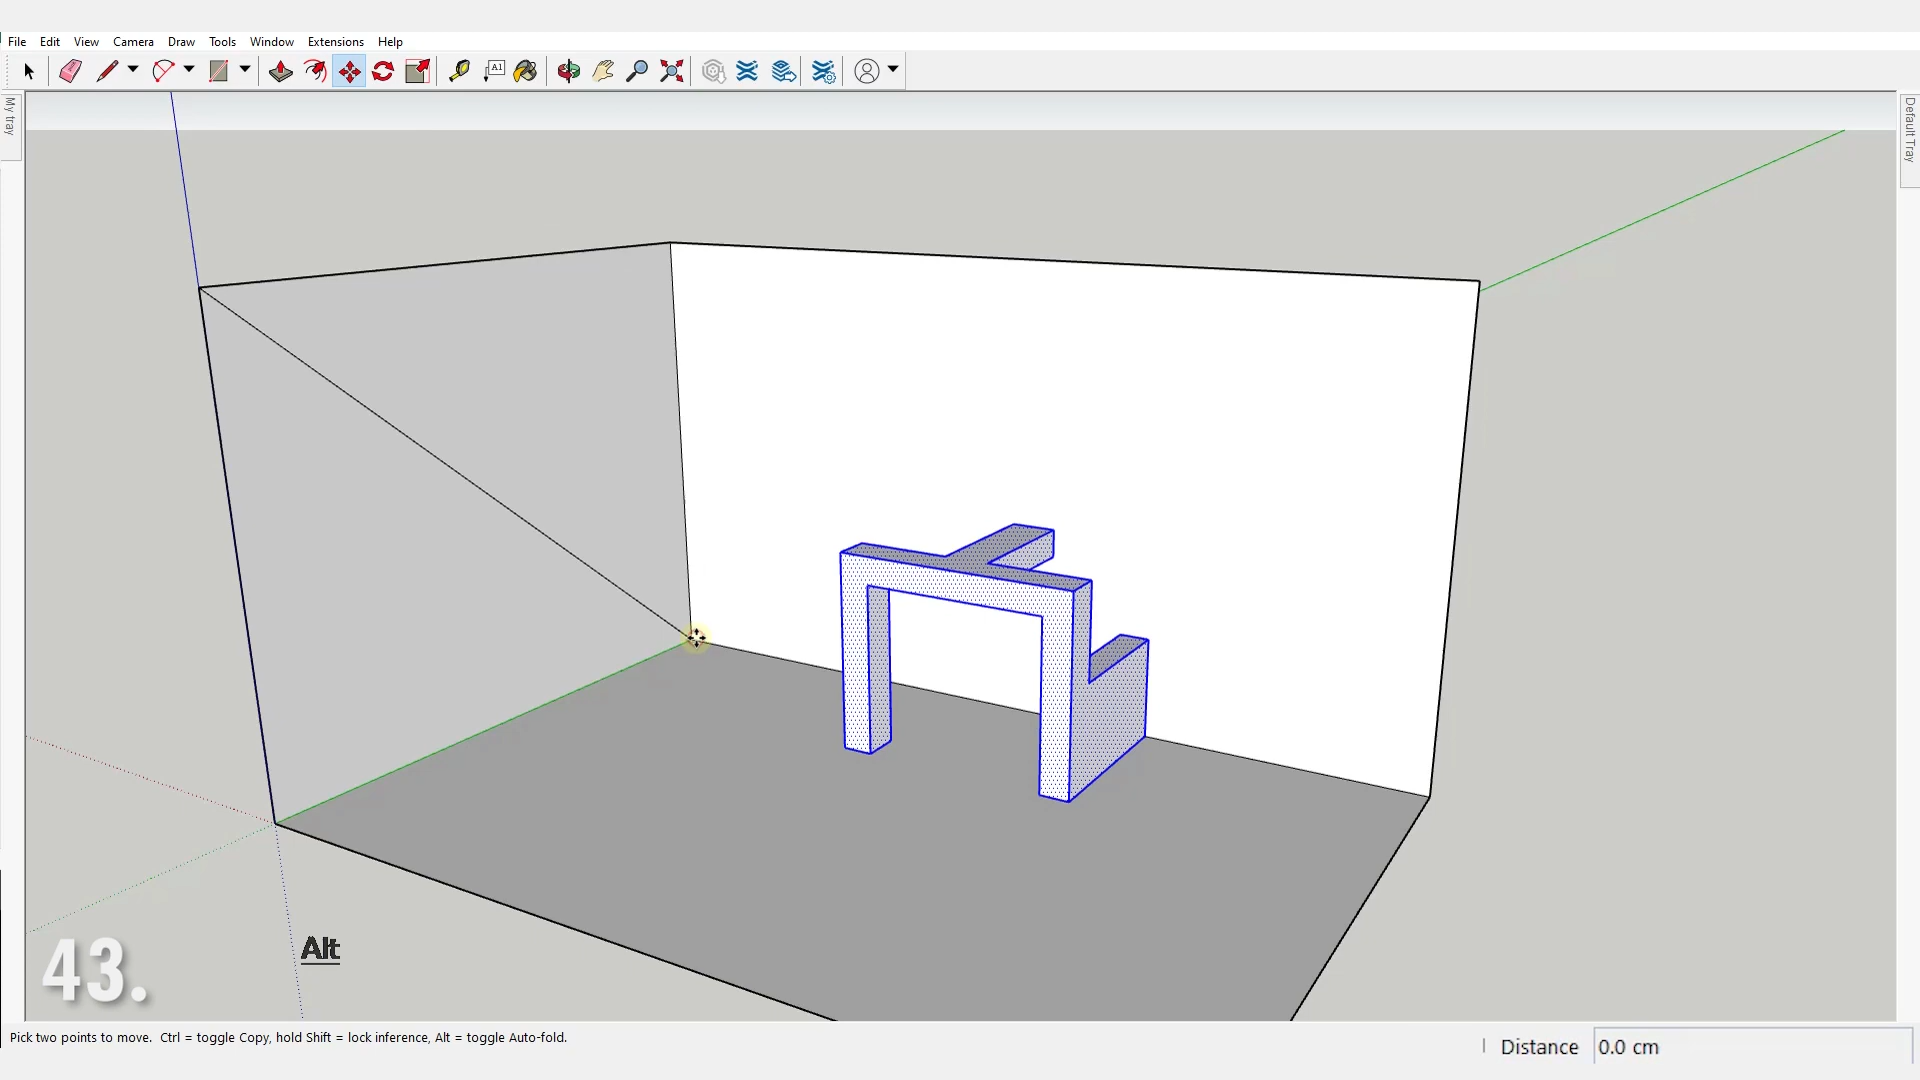 File Edit View Camera Draw Tools Window Extensions Help
A1
My tray
Default Tray
43.
Alt
Pick two points to move. Ctrl = toggle Copy, hold Shift = lock inference, Alt = toggle Auto-fold.
Distance 0.0 cm